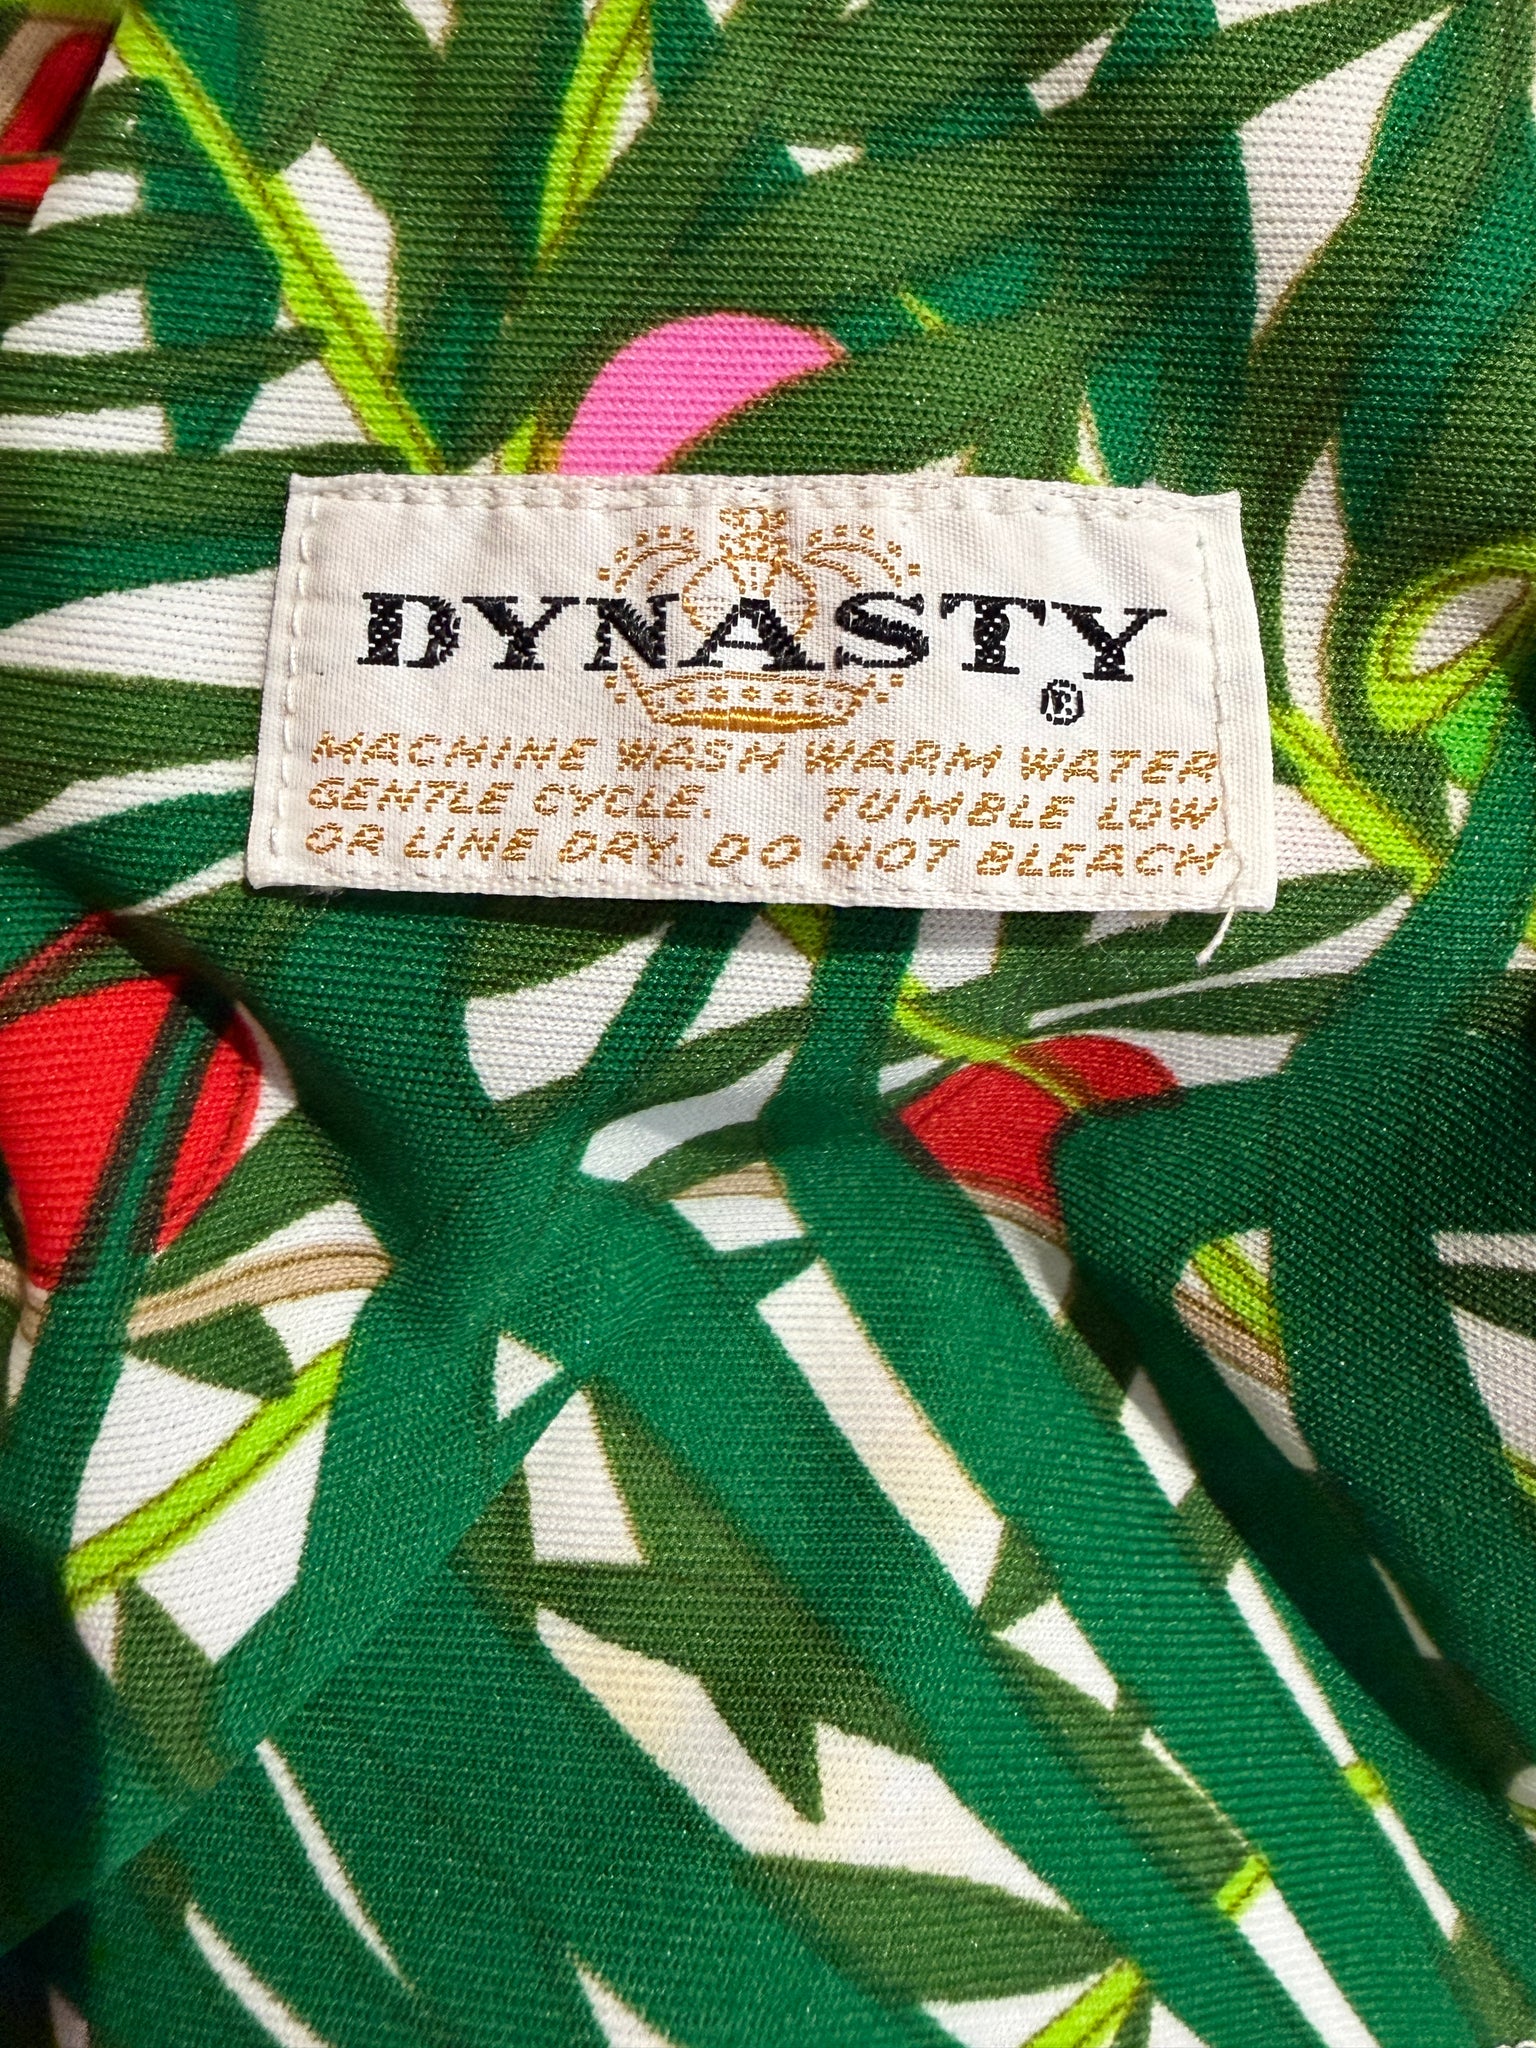 DYNASTY®
MACHINE WASH WARM WATER
GENTLE CYCLE. TUMBLE LOW
OR LINE DRY. DO NOT BLEACH